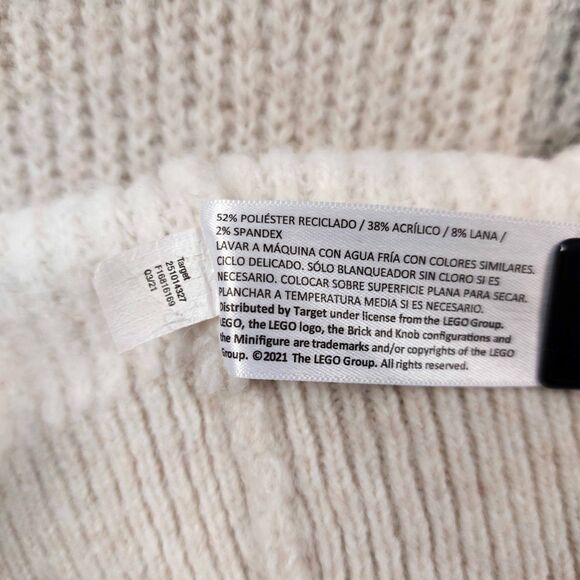 Target
251014327
F16816169
Q3/21
52% POLIÉSTER RECICLADO / 38% ACRÍLICO / 8% LANA /
2% SPANDEX
LAVAR A MÁQUINA CON AGUA FRÍA CON COLORES SIMILARES.
CICLO DELICADO. SÓLO BLANQUEADOR SIN CLORO SI ES
NECESARIO. COLOCAR SOBRE SUPERFICIE PLANA PARA SECAR.
PLANCHAR A TEMPERATURA MEDIA SI ES NECESARIO.
Distributed by Target under license from the LEGO Group.
LEGO, the LEGO logo, the Brick and Knob configurations and
the Minifigure are trademarks and/or copyrights of the LEGO
Group. ©2021 The LEGO Group. All rights reserved.